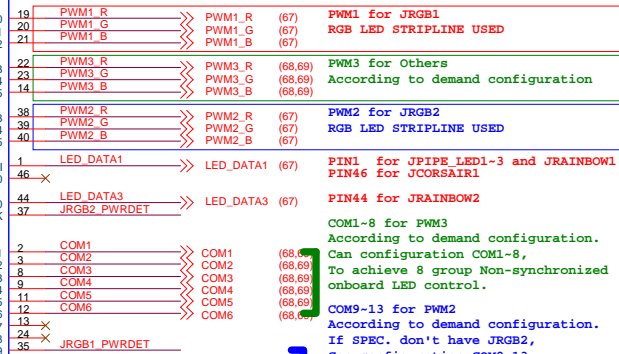 19 PWM1_R PWM1_R (67) PWM1 for JRGB1
20 PWM1_G PWM1_G (67) RGB LED STRIPLINE USED
21 PWM1_B PWM1_B (67)
22 PWM3_R PWM3_R (68,69) PWM3 for Others
23 PWM3_G PWM3_G (68,69) According to demand configuration
14 PWM3_B PWM3_B (68,69)
38 PWM2_R PWM2_R (67) PWM2 for JRGB2
39 PWM2_G PWM2_G (67) RGB LED STRIPLINE USED
40 PWM2_B PWM2_B (67)
1 LED_DATA1 LED_DATA1 (67) PIN1 for JPIPE_LED1~3 and JRAINBOW1
46 PIN46 for JCORSAIR1
44 LED_DATA3 LED_DATA3 (67) PIN44 for JRAINBOW2
37 JRGB2_PWRDET
COM1~8 for PWM3
According to demand configuration.
2 COM1 COM1 (68,69) Can configuration COM1~8,
3 COM2 COM2 (68,69) To achieve 8 group Non-synchronized
8 COM3 COM3 (68,69) onboard LED control.
9 COM4 COM4 (68,69)
11 COM5 COM5 (68,69) COM9~13 for PWM2
12 COM6 COM6 (68,69) According to demand configuration.
13
24 If SPEC. don't have JRGB2,
35 JRGB1_PWRDET